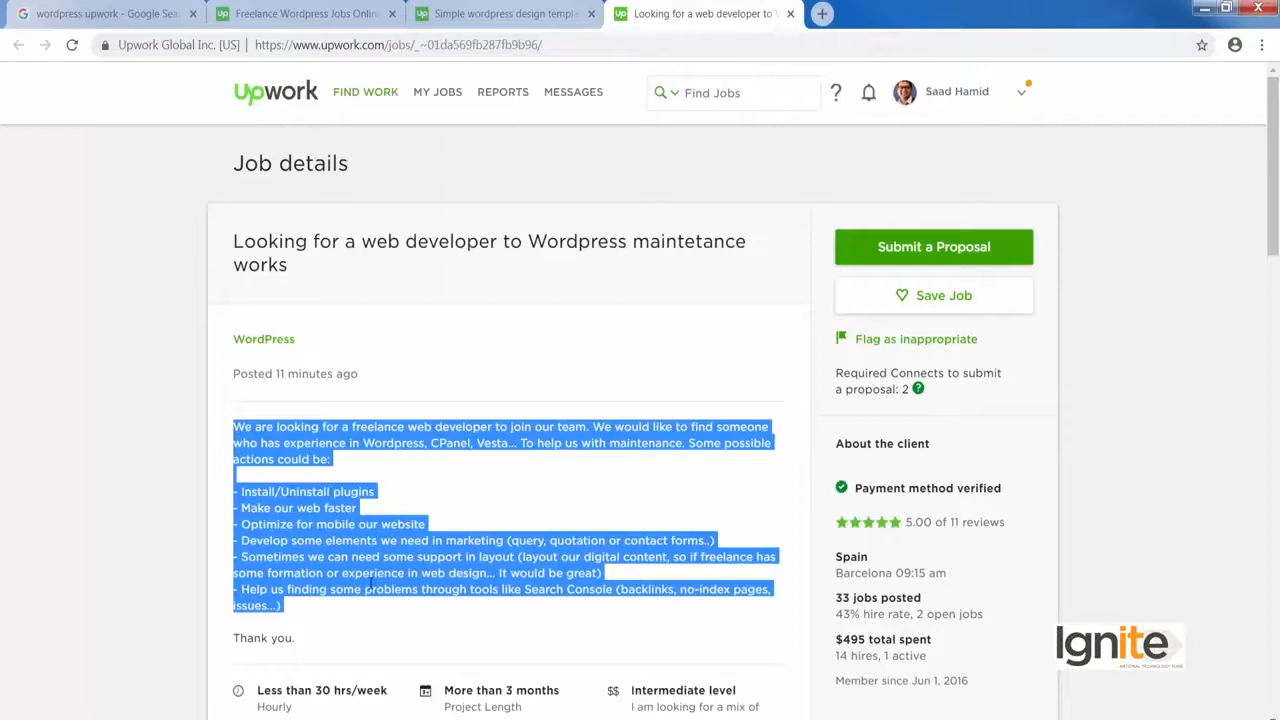 wordpress upwork - Google Sea
Freelance Wordpress Jobs Online
Simple wordpress design templ
Looking for a web developer to W
Upwork Global Inc. [US] | https://www.upwork.com/jobs/_~01da569fb287fb9b96/
upwork FIND WORK MY JOBS REPORTS MESSAGES Find Jobs ? Saad Hamid
Job details
Looking for a web developer to Wordpress maintetance
works
WordPress
Posted 11 minutes ago
We are looking for a freelance web developer to join our team. We would like to find someone
who has experience in Wordpress, CPanel, Vesta... To help us with maintenance. Some possible
actions could be:
- Install/Uninstall plugins
- Make our web faster
- Optimize for mobile our website
- Develop some elements we need in marketing (query, quotation or contact forms..)
- Sometimes we can need some support in layout (layout our digital content, so if freelance has
some formation or experience in web design... It would be great)
- Help us finding some problems through tools like Search Console (backlinks, no-index pages,
issues...)
Thank you.
Less than 30 hrs/week
Hourly
More than 3 months
Project Length
$$ Intermediate level
I am looking for a mix of
Submit a Proposal
Save Job
Flag as inappropriate
Required Connects to submit
a proposal: 2 ?
About the client
Payment method verified
5.00 of 11 reviews
Spain
Barcelona 09:15 am
33 jobs posted
43% hire rate, 2 open jobs
$495 total spent
14 hires, 1 active
Member since Jun 1, 2016
Ignite
NATIONAL TECHNOLOGY FUND